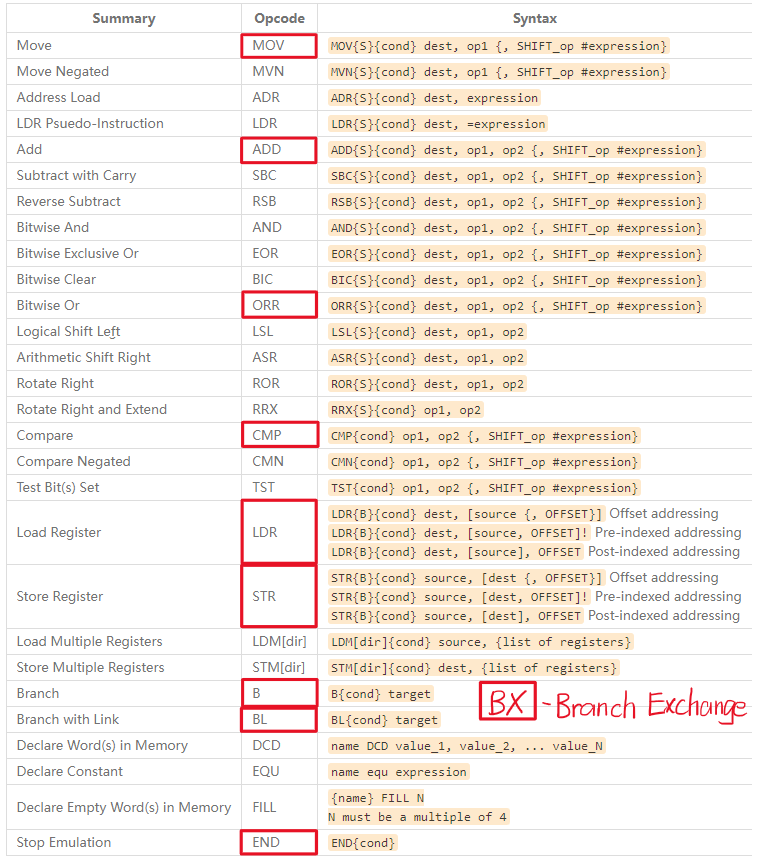 Summary Opcode Syntax
Move MOV MOV{S}{cond} dest, op1 {, SHIFT_op #expression}
Move Negated MVN MVN{S}{cond} dest, op1 {, SHIFT_op #expression}
Address Load ADR ADR{S}{cond} dest, expression
LDR Psuedo-Instruction LDR LDR{S}{cond} dest, =expression
Add ADD ADD{S}{cond} dest, op1, op2 {, SHIFT_op #expression}
Subtract with Carry SBC SBC{S}{cond} dest, op1, op2 {, SHIFT_op #expression}
Reverse Subtract RSB RSB{S}{cond} dest, op1, op2 {, SHIFT_op #expression}
Bitwise And AND AND{S}{cond} dest, op1, op2 {, SHIFT_op #expression}
Bitwise Exclusive Or EOR EOR{S}{cond} dest, op1, op2 {, SHIFT_op #expression}
Bitwise Clear BIC BIC{S}{cond} dest, op1, op2 {, SHIFT_op #expression}
Bitwise Or ORR ORR{S}{cond} dest, op1, op2 {, SHIFT_op #expression}
Logical Shift Left LSL LSL{S}{cond} dest, op1, op2
Arithmetic Shift Right ASR ASR{S}{cond} dest, op1, op2
Rotate Right ROR ROR{S}{cond} dest, op1, op2
Rotate Right and Extend RRX RRX{S}{cond} op1, op2
Compare CMP CMP{cond} op1, op2 {, SHIFT_op #expression}
Compare Negated CMN CMN{cond} op1, op2 {, SHIFT_op #expression}
Test Bit(s) Set TST TST{cond} op1, op2 {, SHIFT_op #expression}
LDR{B}{cond} dest, [source {, OFFSET}] Offset addressing
Load Register LDR LDR{B}{cond} dest, [source, OFFSET]! Pre-indexed addressing
LDR{B}{cond} dest, [source], OFFSET Post-indexed addressing
STR{B}{cond} source, [dest {, OFFSET}] Offset addressing
Store Register STR STR{B}{cond} source, [dest, OFFSET]! Pre-indexed addressing
STR{B}{cond} source, [dest], OFFSET Post-indexed addressing
Load Multiple Registers LDM[dir] LDM[dir]{cond} source, {list of registers}
Store Multiple Registers STM[dir] STM[dir]{cond} dest, {list of registers}
Branch B B{cond} target
BX - Branch Exchange
Branch with Link BL BL{cond} target
Declare Word(s) in Memory DCD name DCD value_1, value_2, ... value_N
Declare Constant EQU name equ expression
Declare Empty Word(s) in Memory FILL {name} FILL N
N must be a multiple of 4
Stop Emulation END END{cond}